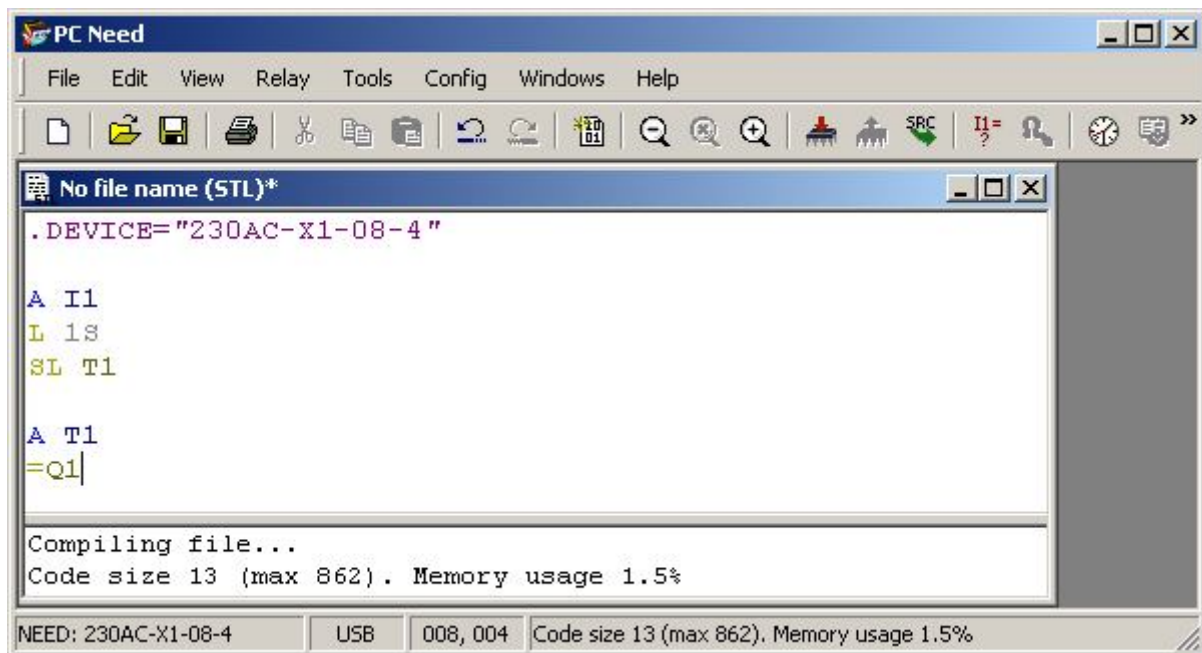 PC Need
File Edit View Relay Tools Config Windows Help
SRC I1= ? »
No file name (STL)*
.DEVICE="230AC-X1-08-4"
A I1
L 1S
SL T1
A T1
=Q1
Compiling file...
Code size 13 (max 862). Memory usage 1.5%
NEED: 230AC-X1-08-4 USB 008, 004 Code size 13 (max 862). Memory usage 1.5%